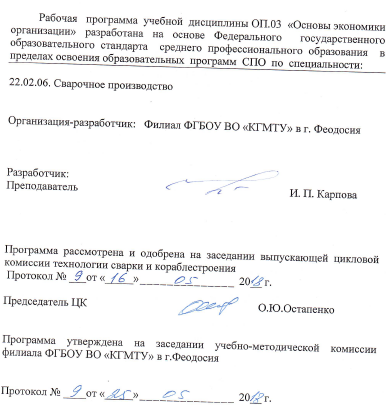 Рабочая программа учебной дисциплины ОП.03 «Основы экономики
организации» разработана на основе Федерального государственного
образовательного стандарта среднего профессионального образования в
пределах освоения образовательных программ СПО по специальности:
22.02.06. Сварочное производство
Организация-разработчик: Филиал ФГБОУ ВО «КГМТУ» в г. Феодосия
Разработчик:
Преподаватель
И. П. Карпова
Программа рассмотрена и одобрена на заседании выпускающей цикловой
комиссии технологии сварки и кораблестроения
Протокол № 9 от « 16 » 05 2018 г.
Председатель ЦК О.Ю.Остапенко
Программа утверждена на заседании учебно-методической комиссии
филиала ФГБОУ ВО «КГМТУ» в г.Феодосия
Протокол № 9 от « 25 » 05 2018 г.